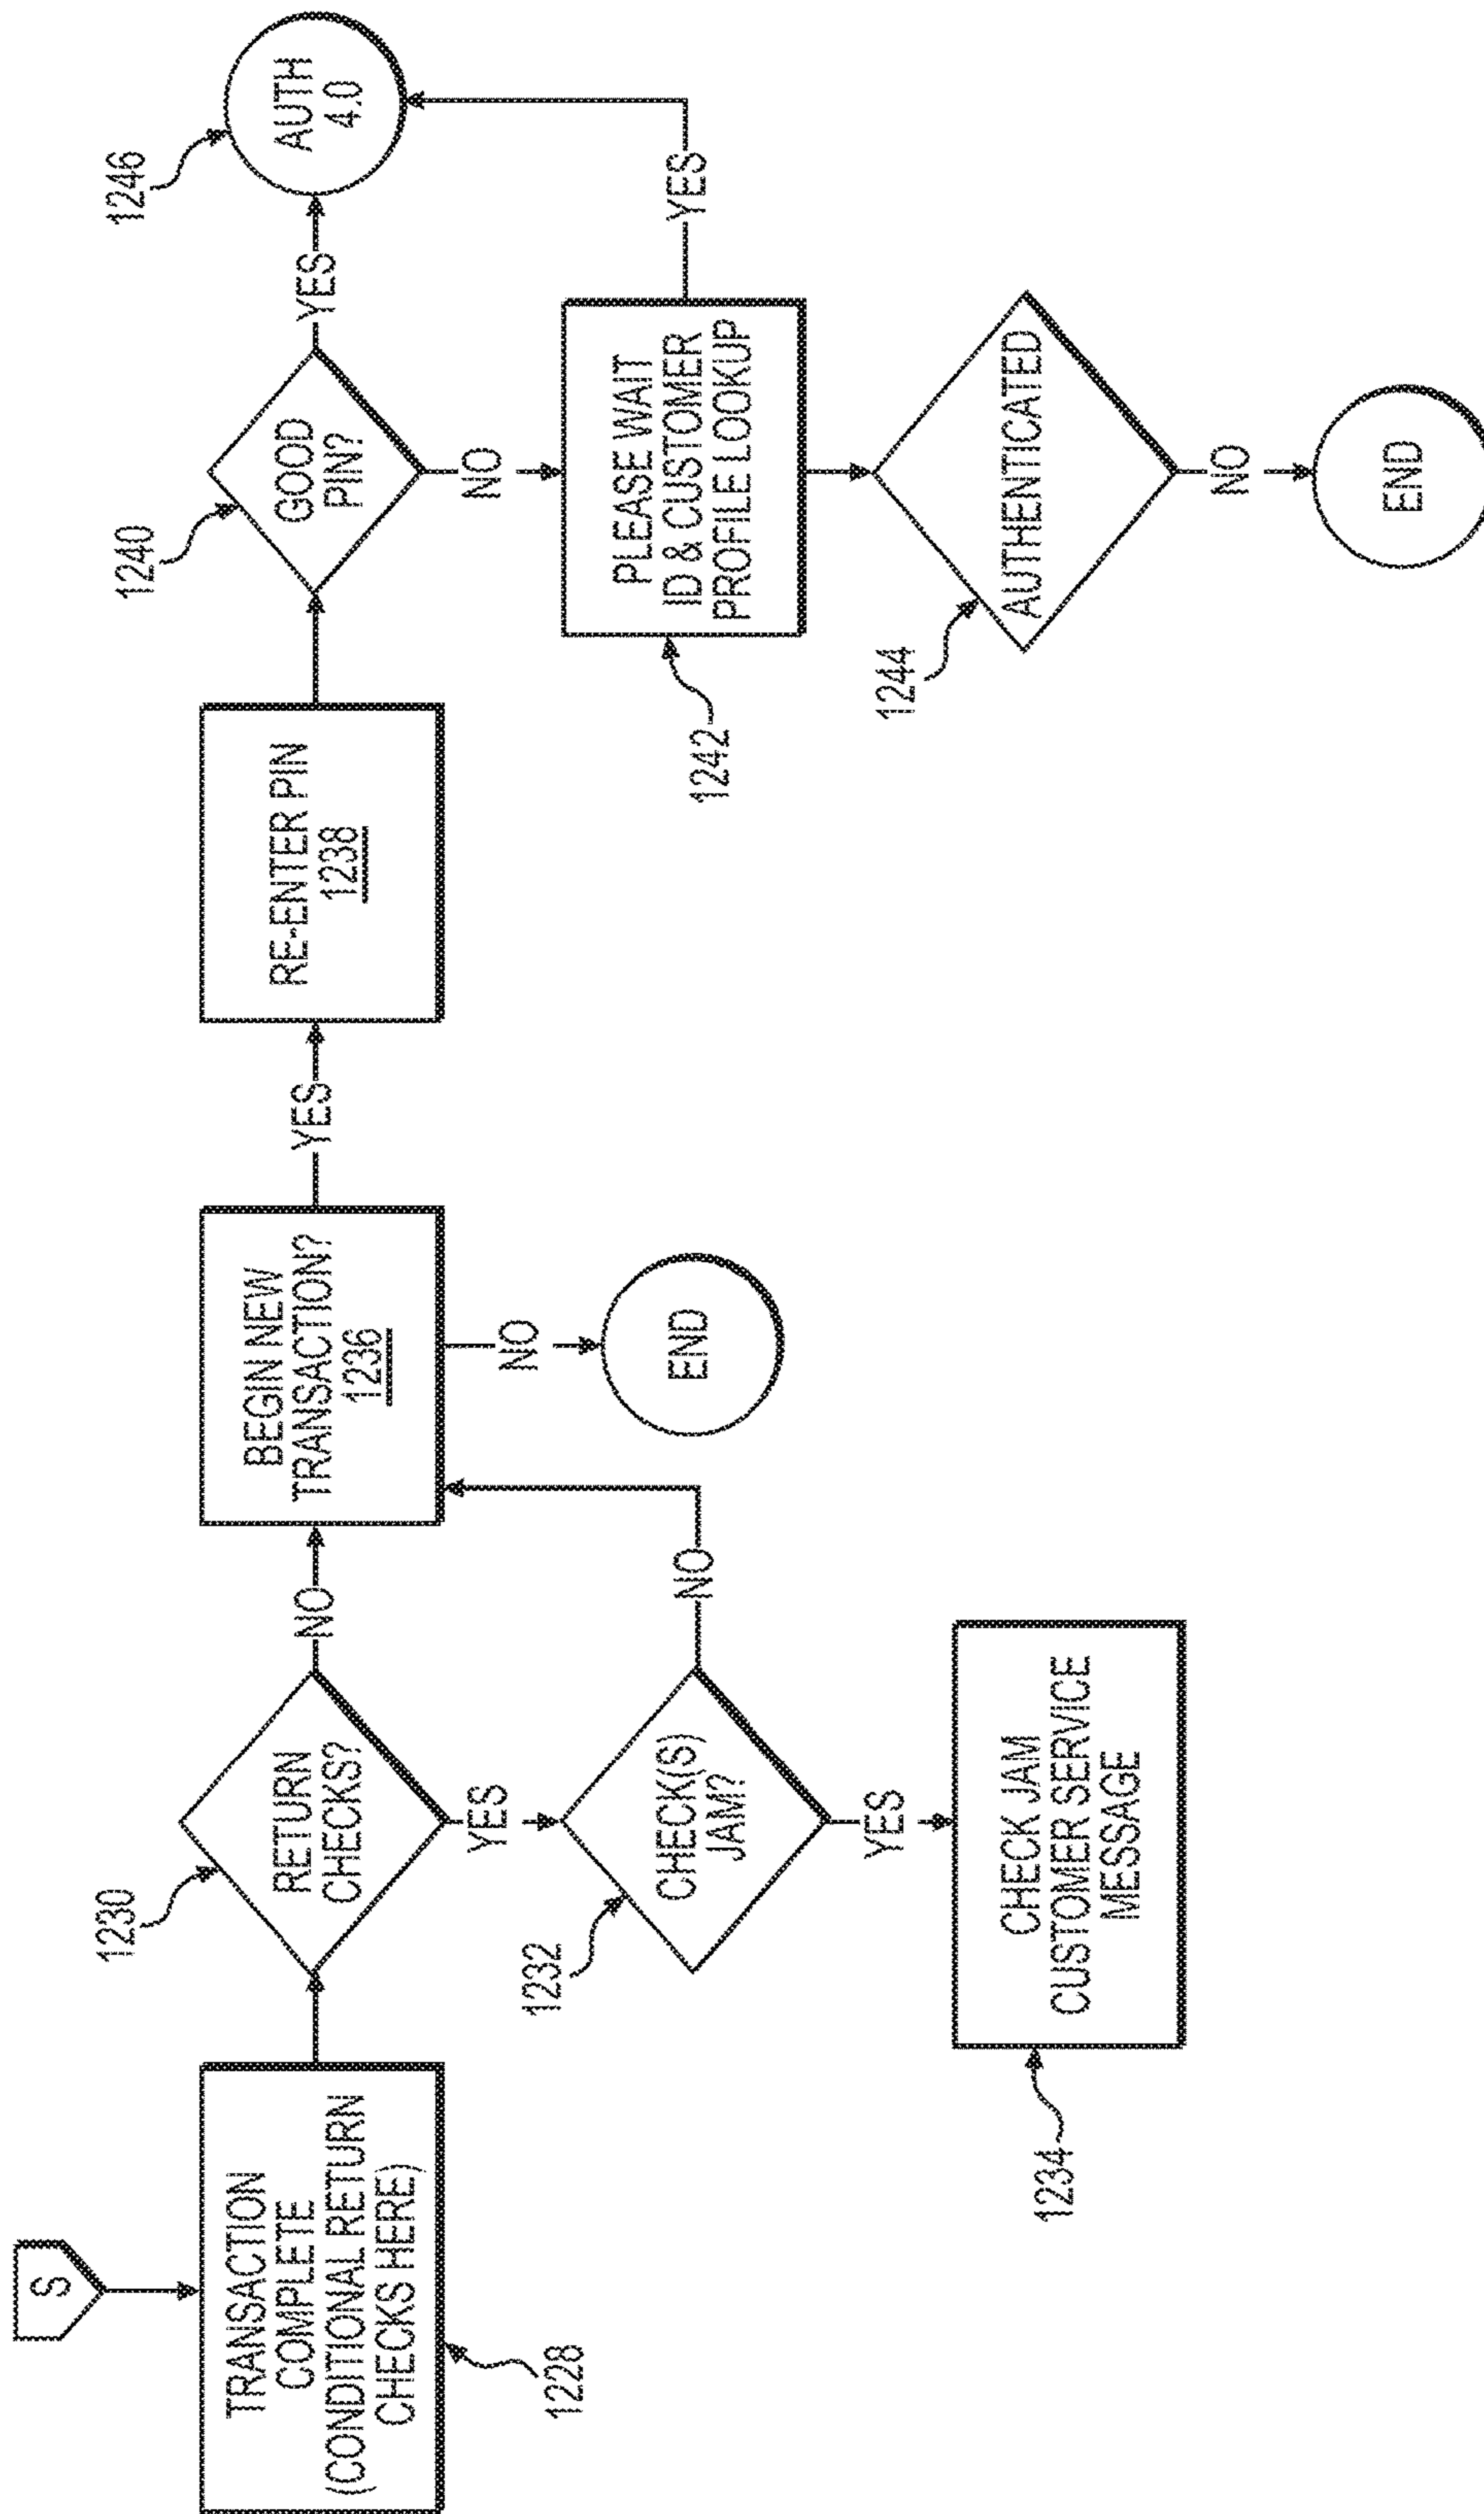 S
TRANSACTION
COMPLETE
(CONDITIONAL RETURN
CHECKS HERE)
1228
1230
RETURN
CHECKS?
NO
YES
1232
CHECK(S)
JAM?
NO
YES
1234
CHECK JAM
CUSTOMER SERVICE
MESSAGE
BEGIN NEW
TRANSACTION?
1236
NO
END
YES
RE-ENTER PIN
1238
1240
GOOD
PIN?
YES
1246
AUTH
4.0
NO
1242
PLEASE WAIT
ID & CUSTOMER
PROFILE LOOKUP
YES
1244
AUTHENTICATED
NO
END